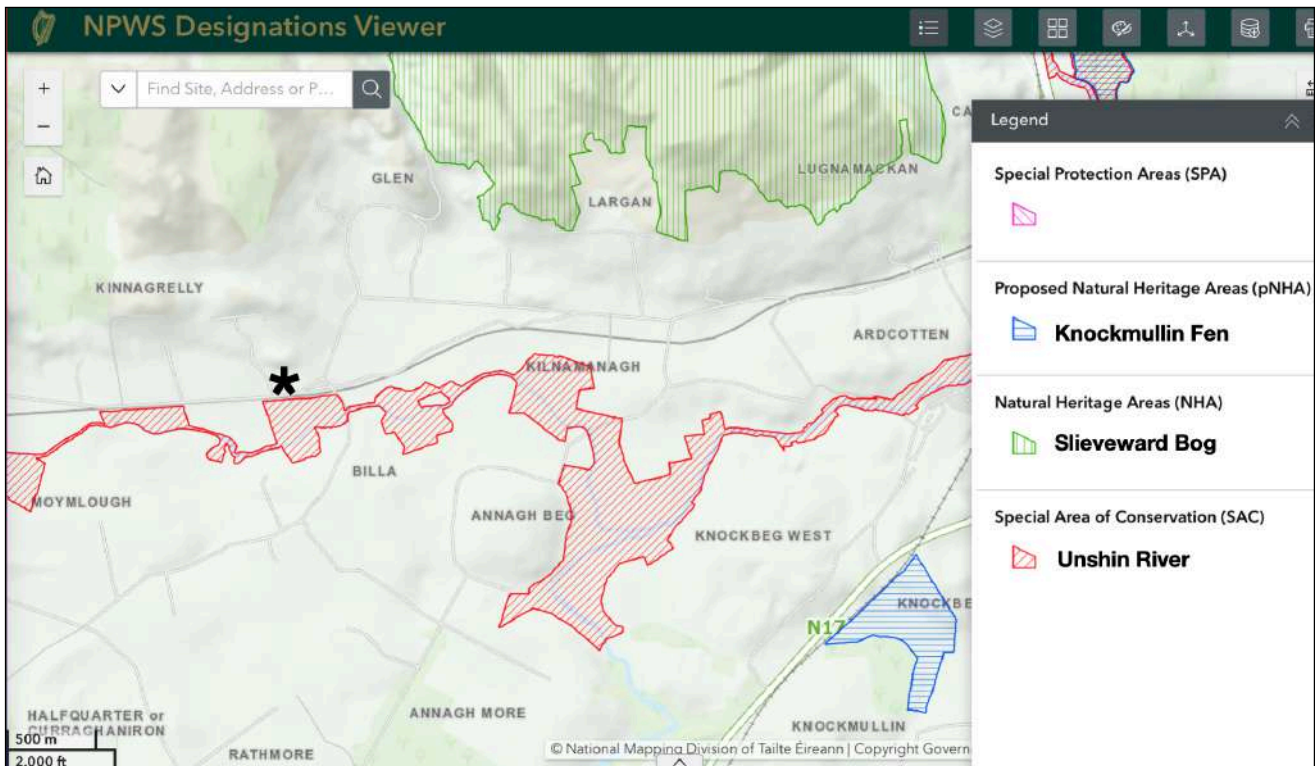 NPWS Designations Viewer
Find Site, Address or P...
CA
Legend
GLEN
LUGNAMACKAN
LARGAN
Special Protection Areas (SPA)
KINNAGRELLY
Proposed Natural Heritage Areas (pNHA)
Knockmullin Fen
ARDCOTTEN
*
KILNAMANAGH
Natural Heritage Areas (NHA)
Slieveward Bog
BILLA
MOYMLOUGH
ANNAGH BEG
KNOCKBEG WEST
Special Area of Conservation (SAC)
Unshin River
KNOCKBE
N17
HALFQUARTER or
CURRAGHANIRON
ANNAGH MORE
KNOCKMULLIN
500 m
2,000 ft
RATHMORE
© National Mapping Division of Tailte Éireann | Copyright Govern